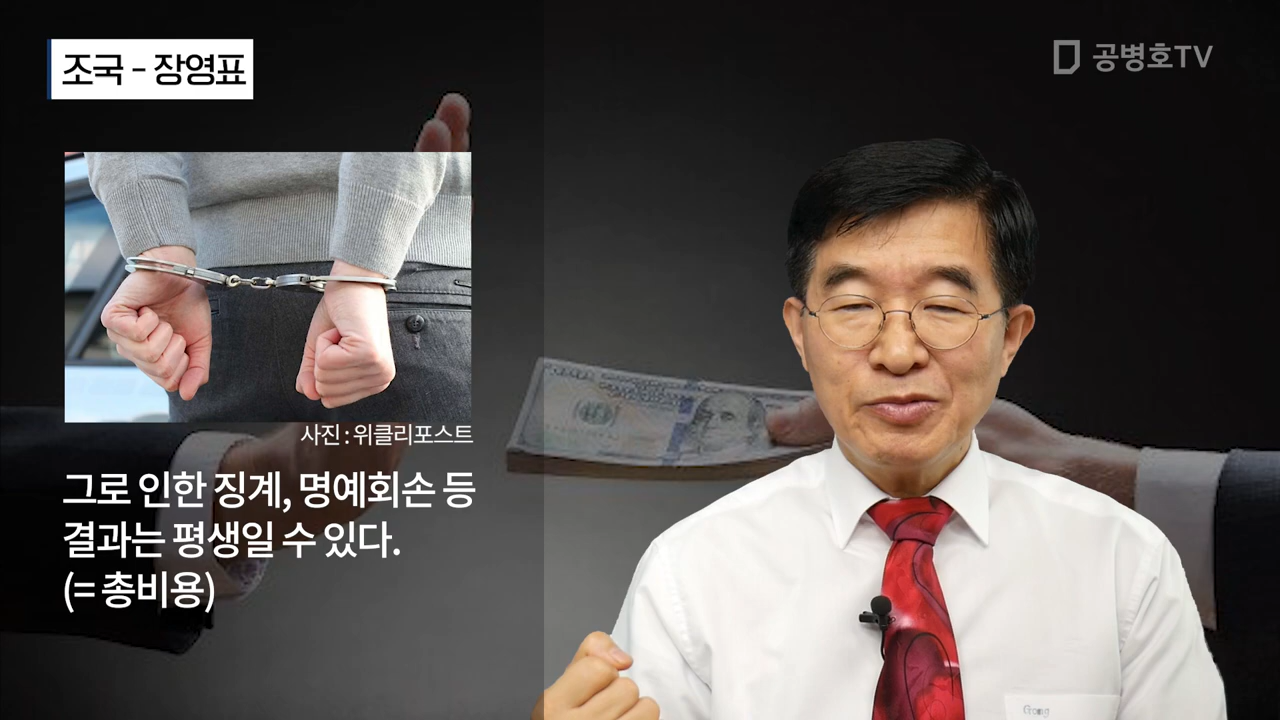 조국 - 장영표
공병호TV
사진 : 위클리포스트
그로 인한 징계, 명예회손 등
결과는 평생일 수 있다.
(= 총비용)
Gong